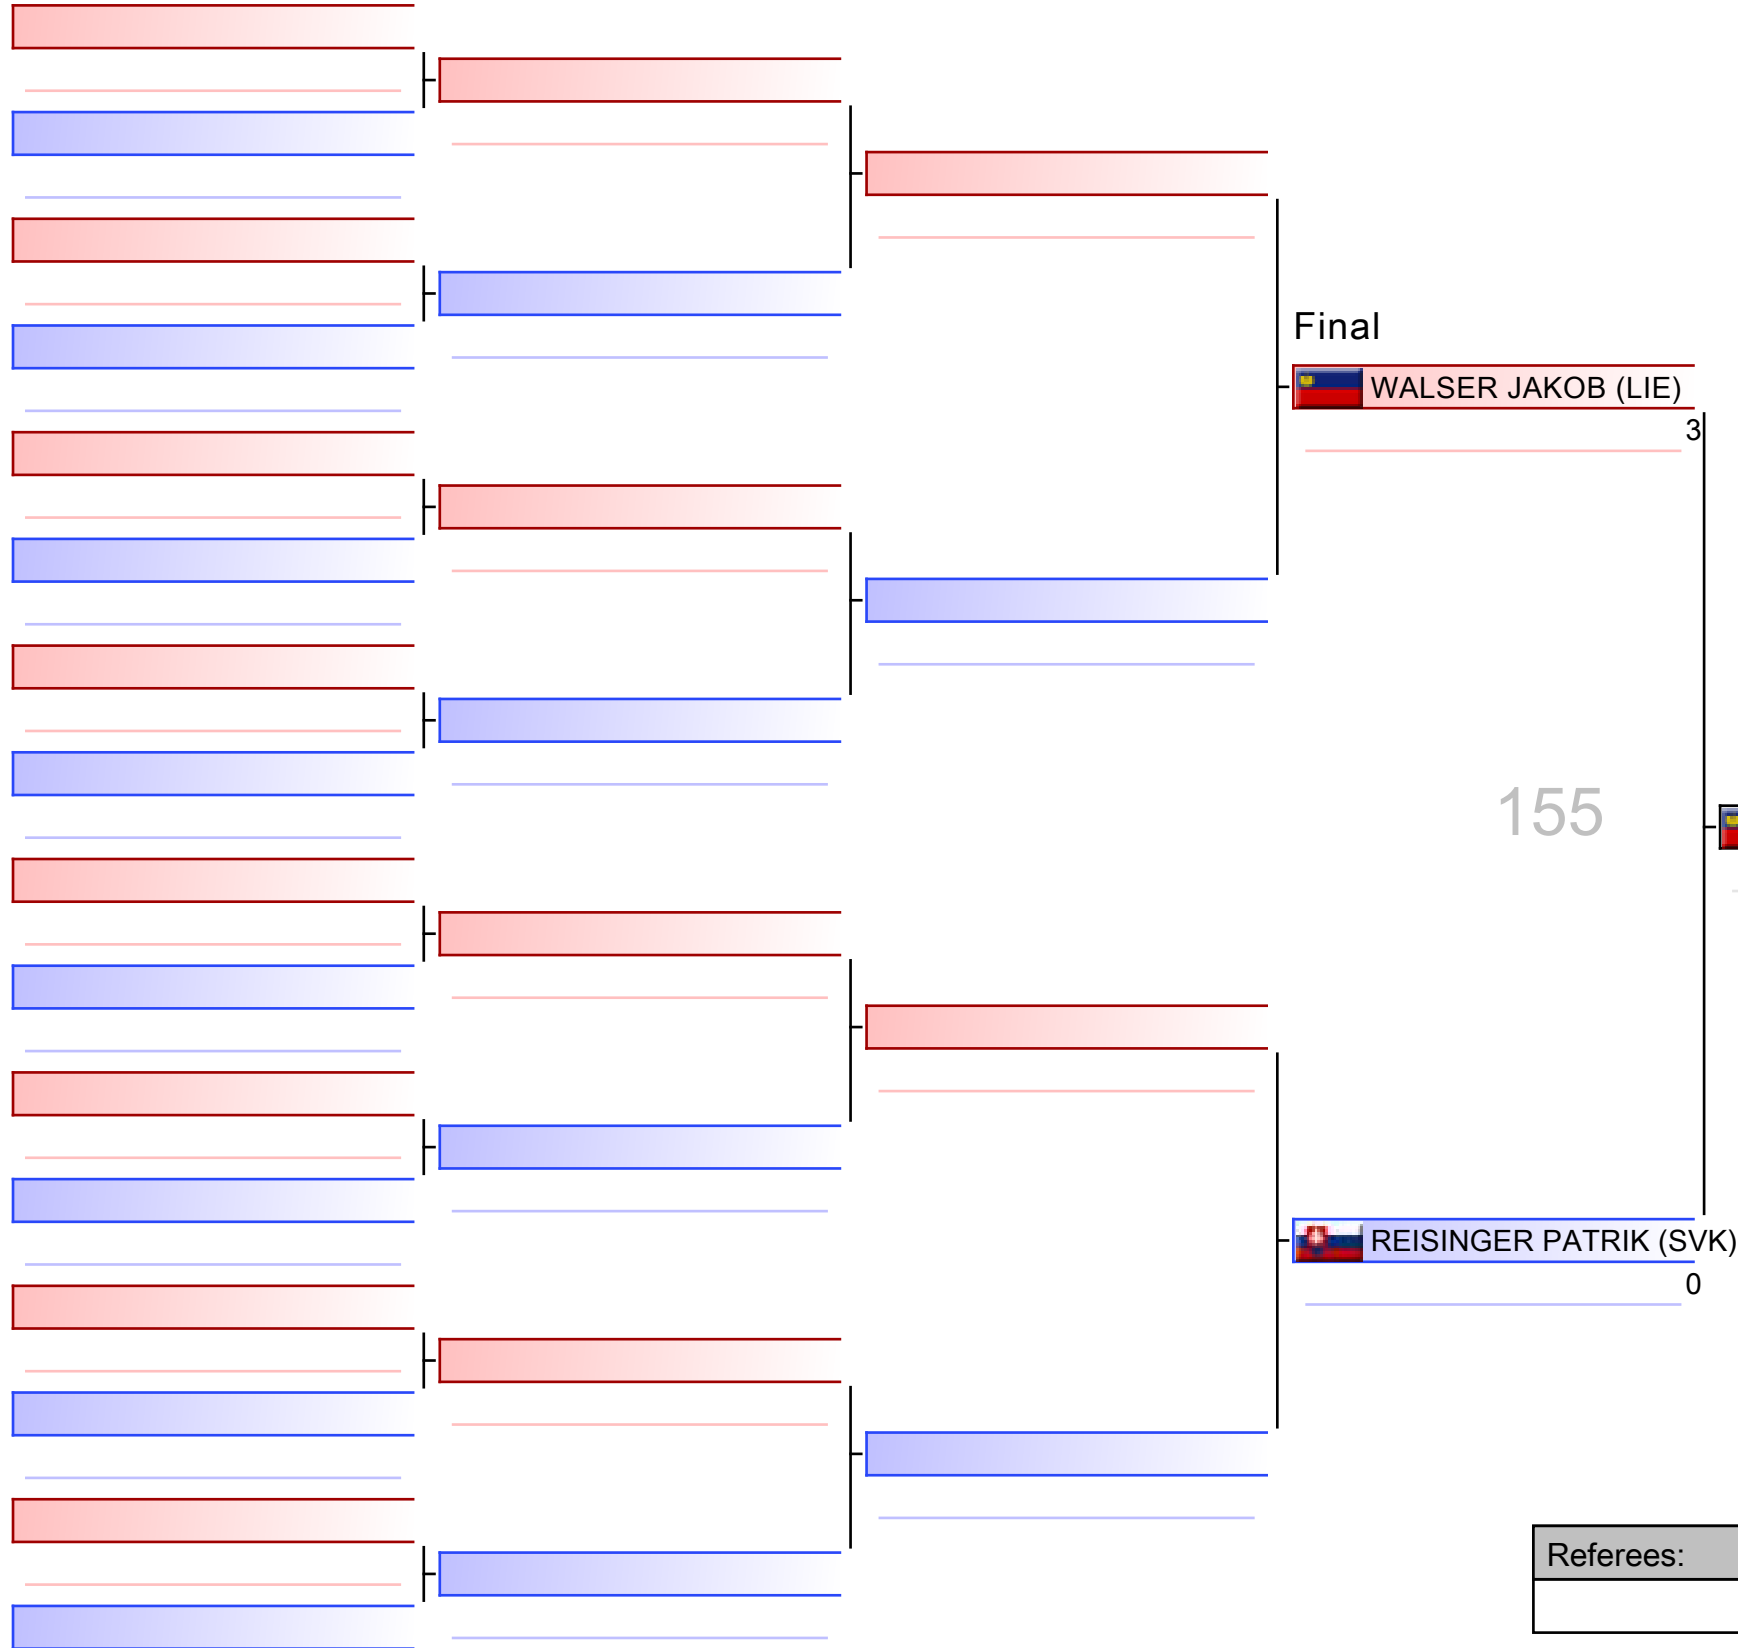 Final
WALSER JAKOB (LIE)
3
155
REISINGER PATRIK (SVK)
0
Referees: